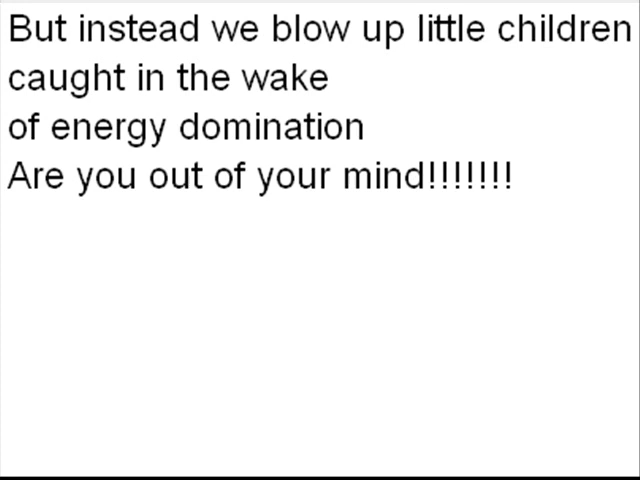 But instead we blow up little children
caught in the wake
of energy domination
Are you out of your mind!!!!!!!